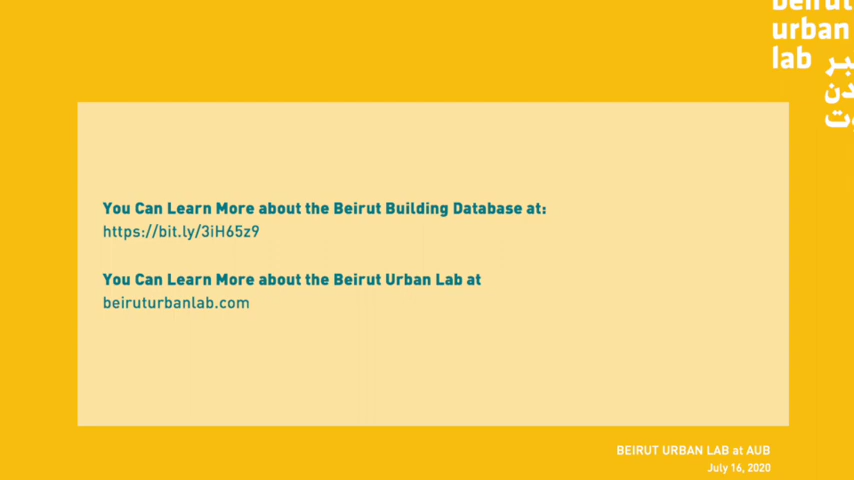 beirut
urban
lab
You Can Learn More about the Beirut Building Database at:
https://bit.ly/3iH65z9
You Can Learn More about the Beirut Urban Lab at
beiruturbanlab.com
BEIRUT URBAN LAB at AUB
July 16, 2020